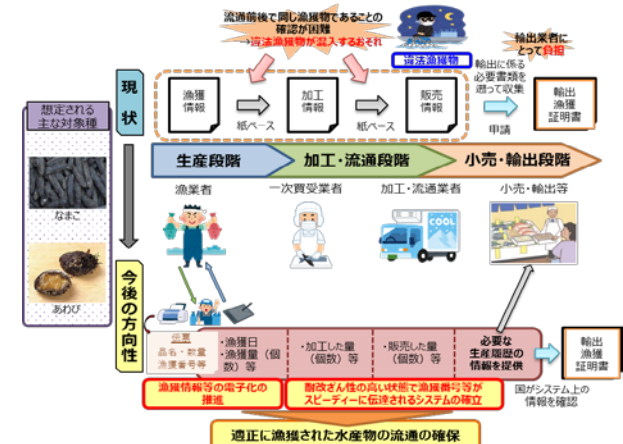 流通前後で同じ漁獲物であることの
確認が困難
→違法漁獲物が混入するおそれ
違法漁獲物
輸出業者に
とって負担
輸出に係る
必要書類を
遡って収集
現状
漁獲
情報
紙ベース
加工
情報
紙ベース
販売
情報
申請
輸出
漁獲
証明書
想定される
主な対象種
なまこ
あわび
生産段階
加工・流通段階
小売・輸出段階
漁業者
一次買受業者
加工・流通業者
小売・輸出等
COOL
今後の方向性
伝票
品名・数量
漁獲番号等
・漁獲日
・漁獲量（個
数）等
・加工した量
（個数）等
・販売した量
（個数）等
必要な
生産履歴の
情報を提供
輸出
漁獲
証明書
漁獲情報等の電子化の
推進
耐改ざん性の高い状態で漁獲番号等が
スピーディーに伝達されるシステムの確立
国がシステム上の
情報を確認
適正に漁獲された水産物の流通の確保